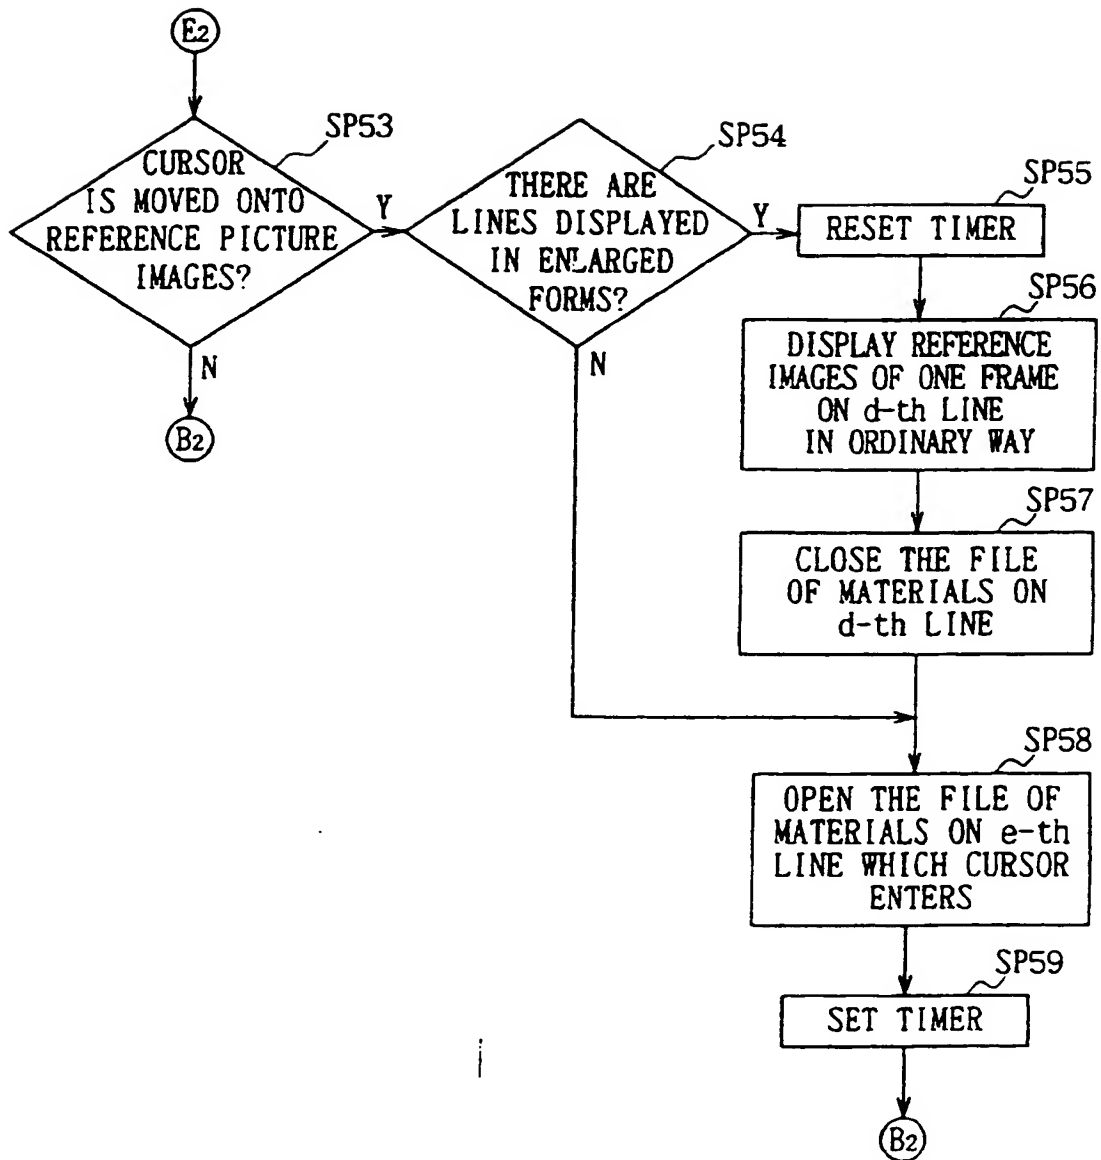 E2
SP53
CURSOR
IS MOVED ONTO
REFERENCE PICTURE
IMAGES?
Y
N
B2
SP54
THERE ARE
LINES DISPLAYED
IN ENLARGED
FORMS?
Y
N
SP55
RESET TIMER
SP56
DISPLAY REFERENCE
IMAGES OF ONE FRAME
ON d-th LINE
IN ORDINARY WAY
SP57
CLOSE THE FILE
OF MATERIALS ON
d-th LINE
SP58
OPEN THE FILE OF
MATERIALS ON e-th
LINE WHICH CURSOR
ENTERS
SP59
SET TIMER
B2